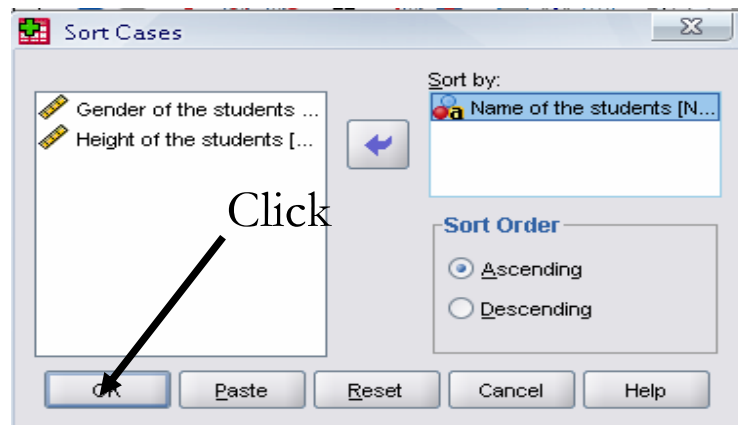 Sort Cases
Sort by:
Gender of the students ...
Name of the students [N...
Height of the students [...
Click
Sort Order
Ascending
Descending
OK Paste Reset Cancel Help